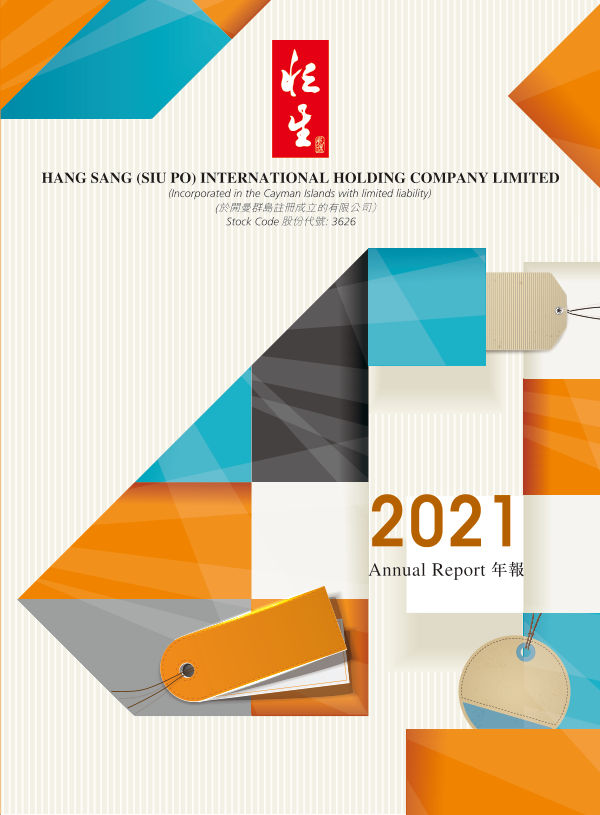 恒生
HANG SANG (SIU PO) INTERNATIONAL HOLDING COMPANY LIMITED
(Incorporated in the Cayman Islands with limited liability)
(於開曼群島註冊成立的有限公司)
Stock Code 股份代號: 3626
2021
Annual Report 年報